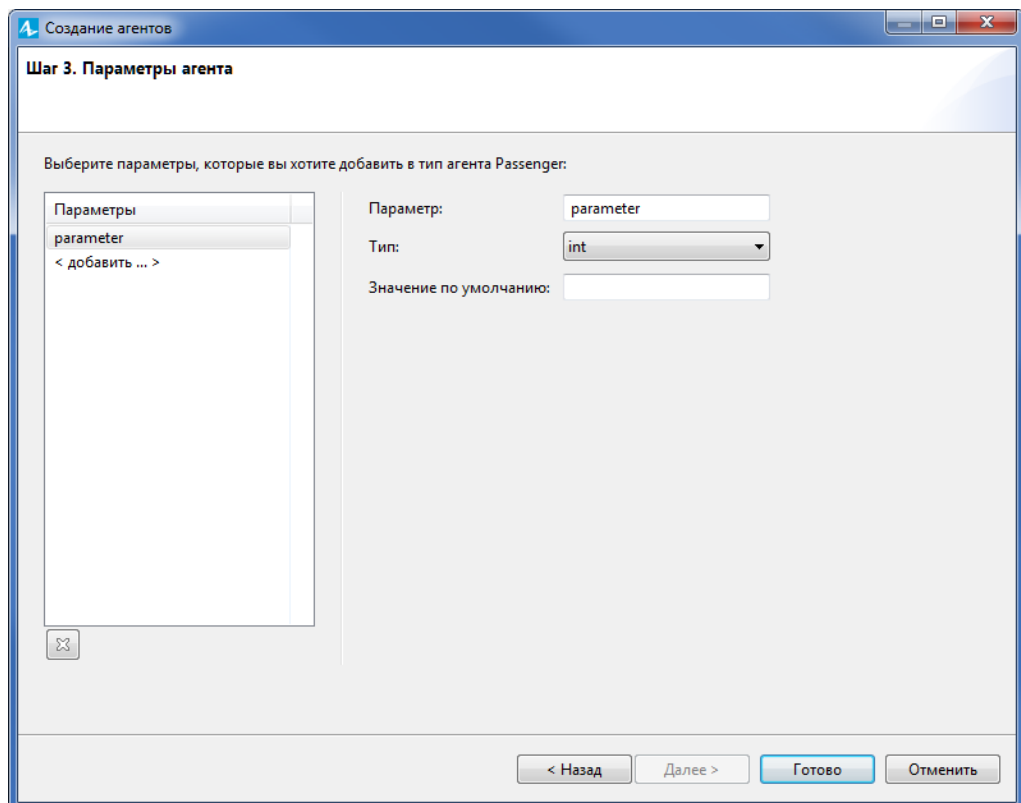 Создание агентов
Шаг 3. Параметры агента
Выберите параметры, которые вы хотите добавить в тип агента Passenger:
Параметры
parameter
< добавить ... >
Параметр: parameter
Тип: int
Значение по умолчанию:
< Назад Далее > Готово Отменить